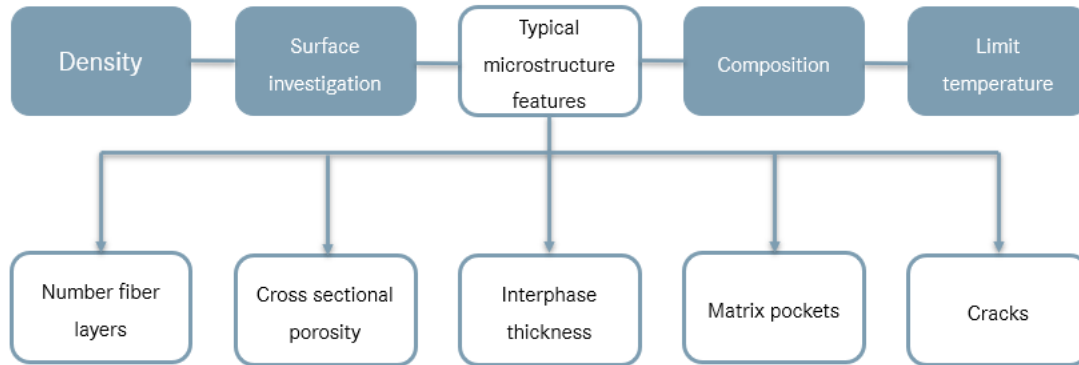 Density
Surface
investigation
Typical
microstructure
features
Composition
Limit
temperature
Number fiber
layers
Cross sectional
porosity
Interphase
thickness
Matrix pockets
Cracks